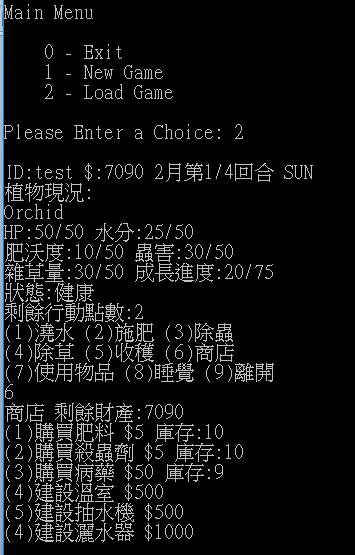 Main Menu
0 - Exit
1 - New Game
2 - Load Game
Please Enter a Choice: 2
ID:test $:7090 2月第1/4回合 SUN
植物現況:
Orchid
HP:50/50 水分:25/50
肥沃度:10/50 蟲害:30/50
雜草量:30/50 成長進度:20/75
狀態:健康
剩餘行動點數:2
(1)澆水 (2)施肥 (3)除蟲
(4)除草 (5)收穫 (6)商店
(7)使用物品 (8)睡覺 (9)離開
6
商店 剩餘財產:7090
(1)購買肥料 $5 庫存:10
(2)購買殺蟲劑 $5 庫存:10
(3)購買病藥 $50 庫存:9
(4)建設溫室 $500
(5)建設抽水機 $500
(4)建設灑水器 $1000